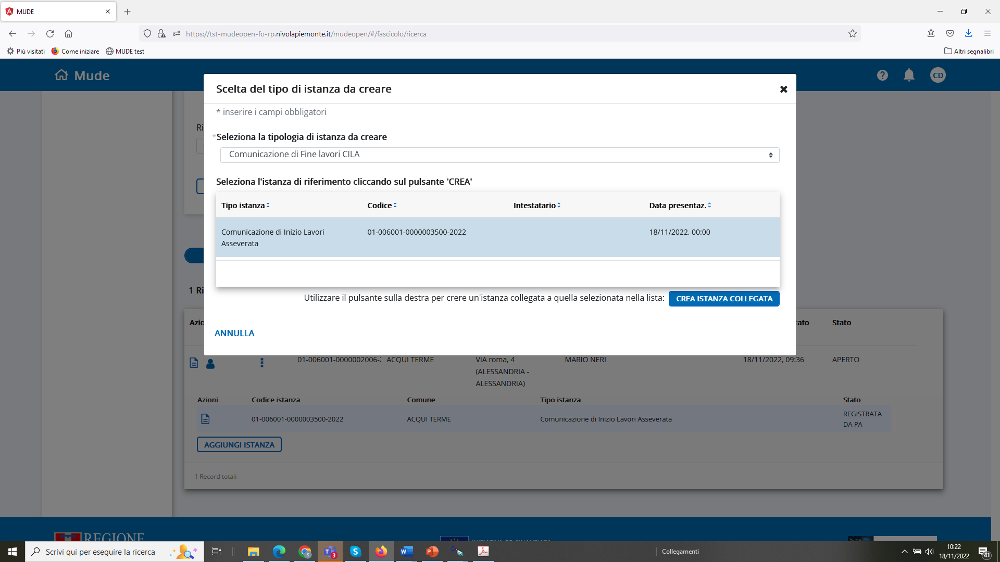 MUDE
https://tst-mudeopen-fo-rp.nivolapiemonte.it/mudeopen/#/fascicolo/ricerca
Più visitati
Come iniziare
MUDE test
Altri segnalibri
Mude
CD
Scelta del tipo di istanza da creare
* inserire i campi obbligatori
*Seleziona la tipologia di istanza da creare
Comunicazione di Fine lavori CILA
Seleziona l'istanza di riferimento cliccando sul pulsante 'CREA'
Tipo istanza Codice Intestatario Data presentaz.
Comunicazione di Inizio Lavori Asseverata 01-006001-0000003500-2022 18/11/2022, 00:00
Utilizzare il pulsante sulla destra per crere un'istanza collegata a quella selezionata nella lista: CREA ISTANZA COLLEGATA
ANNULLA
Ri
1 Ri
Azio
ato Stato
01-006001-0000002006-2 ACQUI TERME VIA roma, 4 MARIO NERI 18/11/2022, 09:36 APERTO
(ALESSANDRIA -
ALESSANDRIA)
Azioni Codice istanza Comune Tipo istanza Stato
01-006001-0000003500-2022 ACQUI TERME Comunicazione di Inizio Lavori Asseverata REGISTRATA
DA PA
AGGIUNGI ISTANZA
1 Record totali
REGIONE
INIZIATIVA CO-FINANZIATA
Scrivi qui per eseguire la ricerca
S
3
Collegamenti
10:22
18/11/2022
41